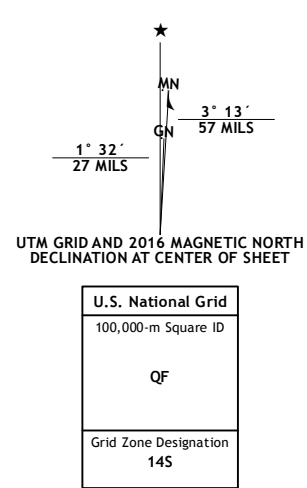 ★
MN
3° 13´
57 MILS
GN
1° 32´
27 MILS
UTM GRID AND 2016 MAGNETIC NORTH
DECLINATION AT CENTER OF SHEET
U.S. National Grid
100,000-m Square ID
QF
Grid Zone Designation
14S